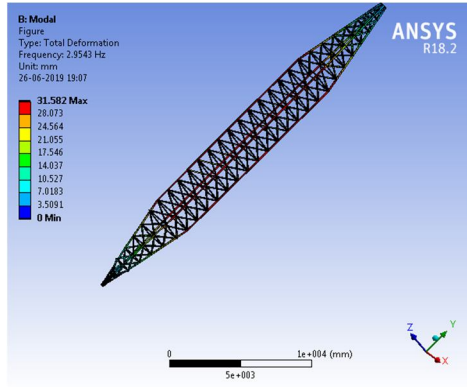 B: Modal
Figure
Type: Total Deformation
Frequency: 2.9543 Hz
Unit: mm
26-06-2019 19:07
ANSYS
R18.2
31.582 Max
28.073
24.564
21.055
17.546
14.037
10.527
7.0183
3.5091
0 Min
Z
Y
X
0
1e+004 (mm)
5e+003